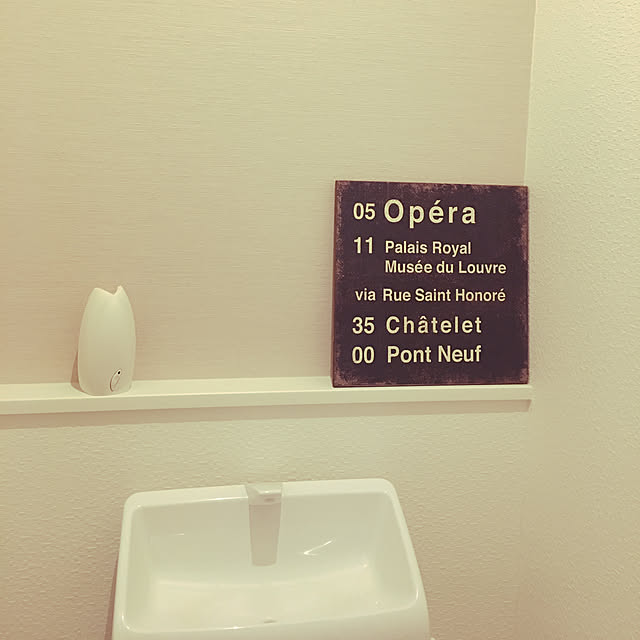 05 Opéra
11 Palais Royal
Musée du Louvre
via Rue Saint Honoré
35 Châtelet
00 Pont Neuf